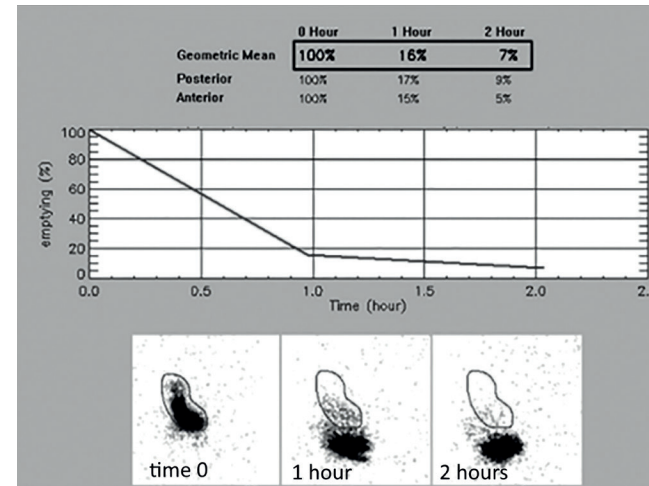 0 Hour 1 Hour 2 Hour
Geometric Mean 100% 16% 7%
Posterior 100% 17% 9%
Anterior 100% 15% 5%
emptying (%)
100
80
60
40
20
0
0.0 0.5 1.0 1.5 2.0 2.
Time (hour)
time 0 1 hour 2 hours